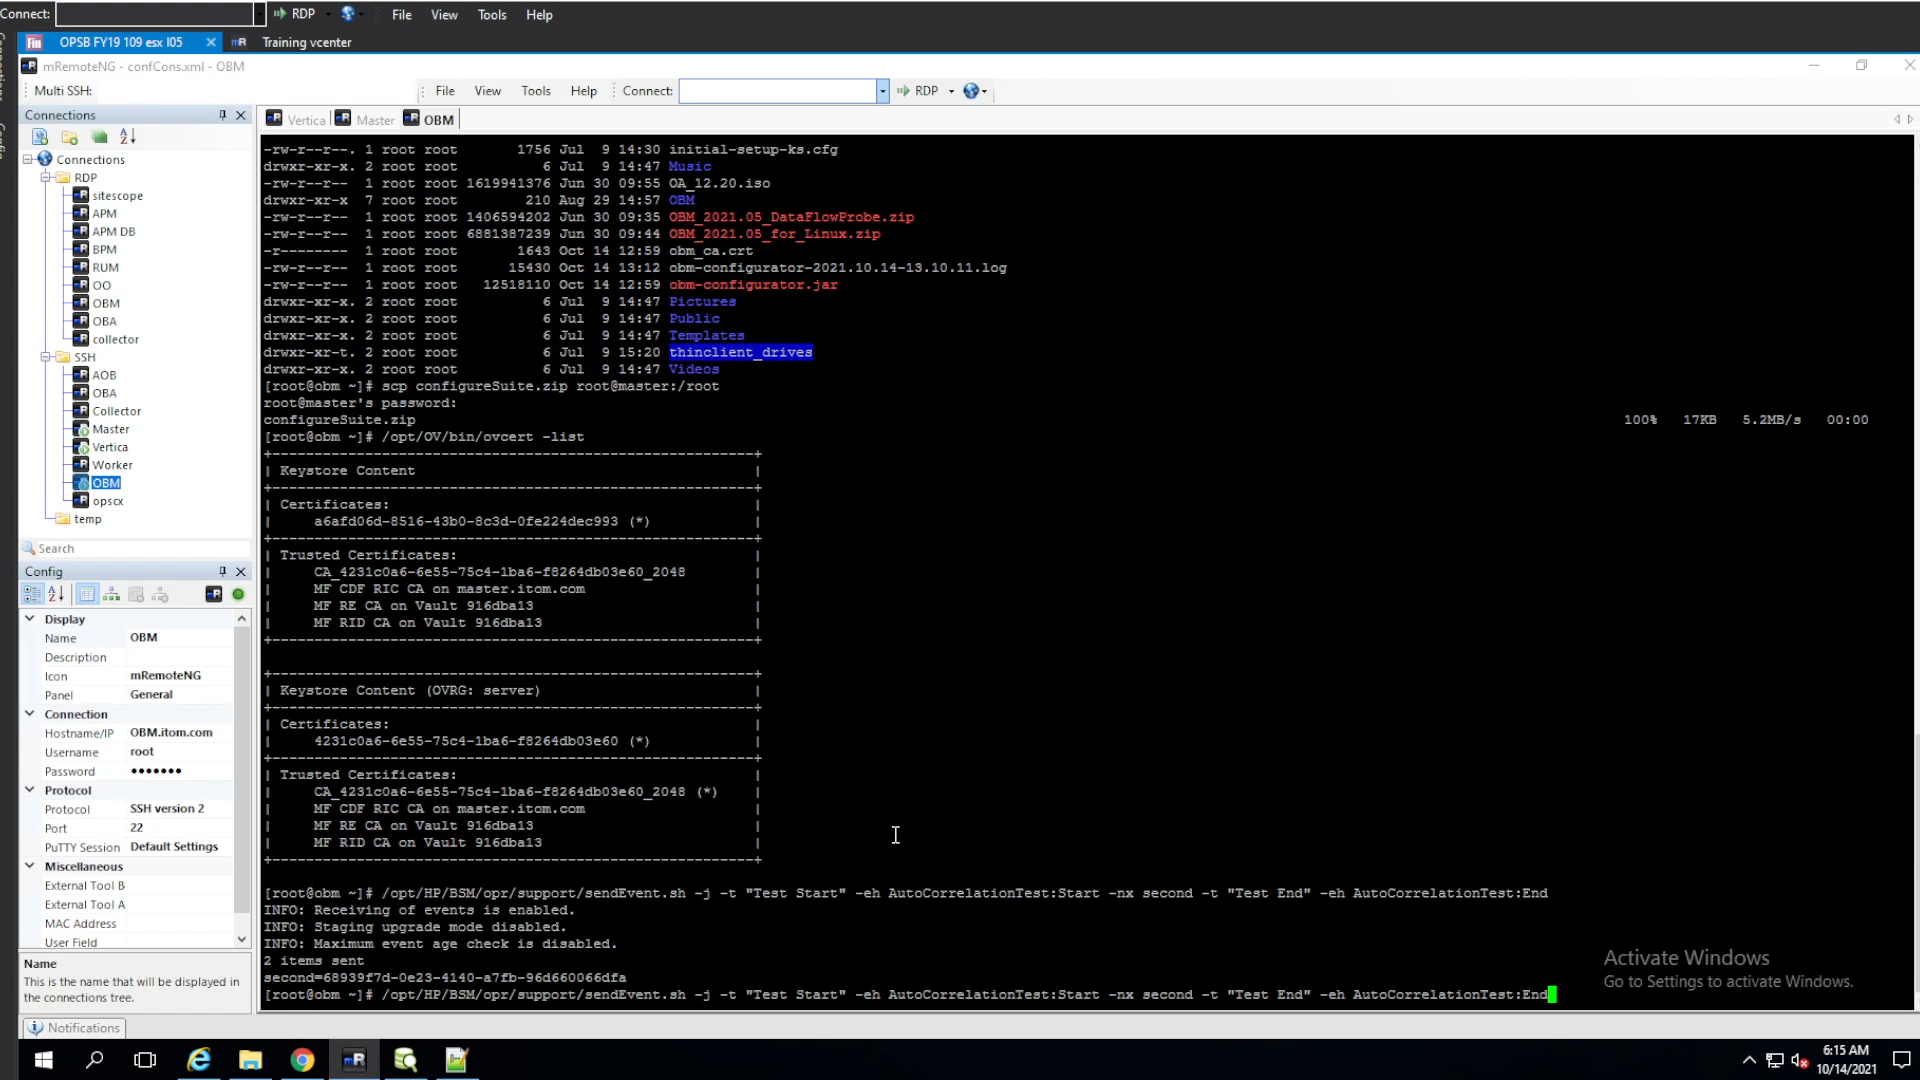 Connect: RDP File View Tools Help
OPSB FY19 109 esx I05 Training vcenter
mRemoteNG - confCons.xml - OBM
Multi SSH: File View Tools Help Connect: RDP
Connections
Vertica Master OBM
Connections
RDP
sitescope
APM
APM DB
BPM
RUM
OO
OBM
OBA
collector
SSH
AOB
OBA
Collector
Master
Vertica
Worker
OBM
opscx
temp
Search
Config
Display
Name OBM
Description
Icon mRemoteNG
Panel General
Connection
Hostname/IP OBM.itom.com
Username root
Password •••••••
Protocol
Protocol SSH version 2
Port 22
PuTTY Session Default Settings
Miscellaneous
External Tool B
External Tool A
MAC Address
User Field
Name
This is the name that will be displayed in
the connections tree.
Notifications
-rw-r--r--. 1 root root 1756 Jul 9 14:30 initial-setup-ks.cfg
drwxr-xr-x. 2 root root 6 Jul 9 14:47 Music
-rw-r--r-- 1 root root 1619941376 Jun 30 09:55 OA_12.20.iso
drwxr-xr-x 7 root root 210 Aug 29 14:57 OBM
-rw-r--r-- 1 root root 1406594202 Jun 30 09:35 OBM_2021.05_DataFlowProbe.zip
-rw-r--r-- 1 root root 6881387239 Jun 30 09:44 OBM_2021.05_for_Linux.zip
-r-------- 1 root root 1643 Oct 14 12:59 obm_ca.crt
-rw-r--r-- 1 root root 15430 Oct 14 13:12 obm-configurator-2021.10.14-13.10.11.log
-rw-r--r-- 1 root root 12518110 Oct 14 12:59 obm-configurator.jar
drwxr-xr-x. 2 root root 6 Jul 9 14:47 Pictures
drwxr-xr-x. 2 root root 6 Jul 9 14:47 Public
drwxr-xr-x. 2 root root 6 Jul 9 14:47 Templates
drwxr-xr-t. 2 root root 6 Jul 9 15:20 thinclient_drives
drwxr-xr-x. 2 root root 6 Jul 9 14:47 Videos
[root@obm ~]# scp configureSuite.zip root@master:/root
root@master's password:
configureSuite.zip 100% 17KB 5.2MB/s 00:00
[root@obm ~]# /opt/OV/bin/ovcert -list
+---------------------------------------------------------+
| Keystore Content |
+---------------------------------------------------------+
| Certificates: |
| a6afd06d-8516-43b0-8c3d-0fe224dec993 (*) |
+---------------------------------------------------------+
| Trusted Certificates: |
| CA_4231c0a6-6e55-75c4-1ba6-f8264db03e60_2048 |
| MF CDF RIC CA on master.itom.com |
| MF RE CA on Vault 916dba13 |
| MF RID CA on Vault 916dba13 |
+---------------------------------------------------------+
+---------------------------------------------------------+
| Keystore Content (OVRG: server) |
+---------------------------------------------------------+
| Certificates: |
| 4231c0a6-6e55-75c4-1ba6-f8264db03e60 (*) |
+---------------------------------------------------------+
| Trusted Certificates: |
| CA_4231c0a6-6e55-75c4-1ba6-f8264db03e60_2048 (*) |
| MF CDF RIC CA on master.itom.com |
| MF RE CA on Vault 916dba13 |
| MF RID CA on Vault 916dba13 |
+---------------------------------------------------------+
[root@obm ~]# /opt/HP/BSM/opr/support/sendEvent.sh -j -t "Test Start" -eh AutoCorrelationTest:Start -nx second -t "Test End" -eh AutoCorrelationTest:End
INFO: Receiving of events is enabled.
INFO: Staging upgrade mode disabled.
INFO: Maximum event age check is disabled.
2 items sent
second=68939f7d-0e23-4140-a7fb-96d660066dfa
[root@obm ~]# /opt/HP/BSM/opr/support/sendEvent.sh -j -t "Test Start" -eh AutoCorrelationTest:Start -nx second -t "Test End" -eh AutoCorrelationTest:End
Activate Windows
Go to Settings to activate Windows.
6:15 AM
10/14/2021